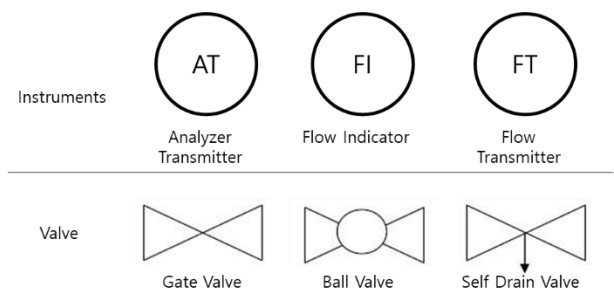 AT
FI
FT
Instruments
Analyzer
Transmitter
Flow Indicator
Flow
Transmitter
Valve
Gate Valve
Ball Valve
Self Drain Valve